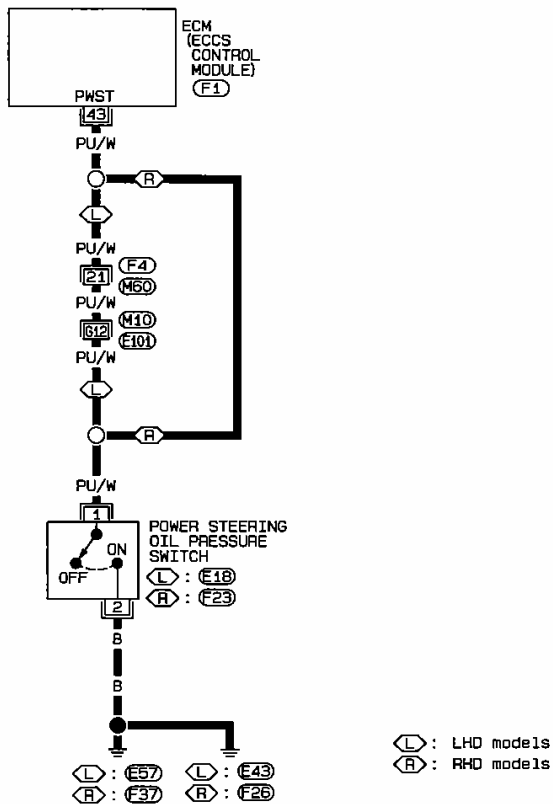 ECM
(ECCS
CONTROL
MODULE)
F1
PWST
43
PU/W
R
L
PU/W
21
F4
M60
PU/W
G12
M10
E101
PU/W
L
R
PU/W
1
POWER STEERING
OIL PRESSURE
SWITCH
ON
OFF
L : E18
R : F23
2
B
B
L : E57 L : E43
R : F37 R : F26
L : LHD models
R : RHD models